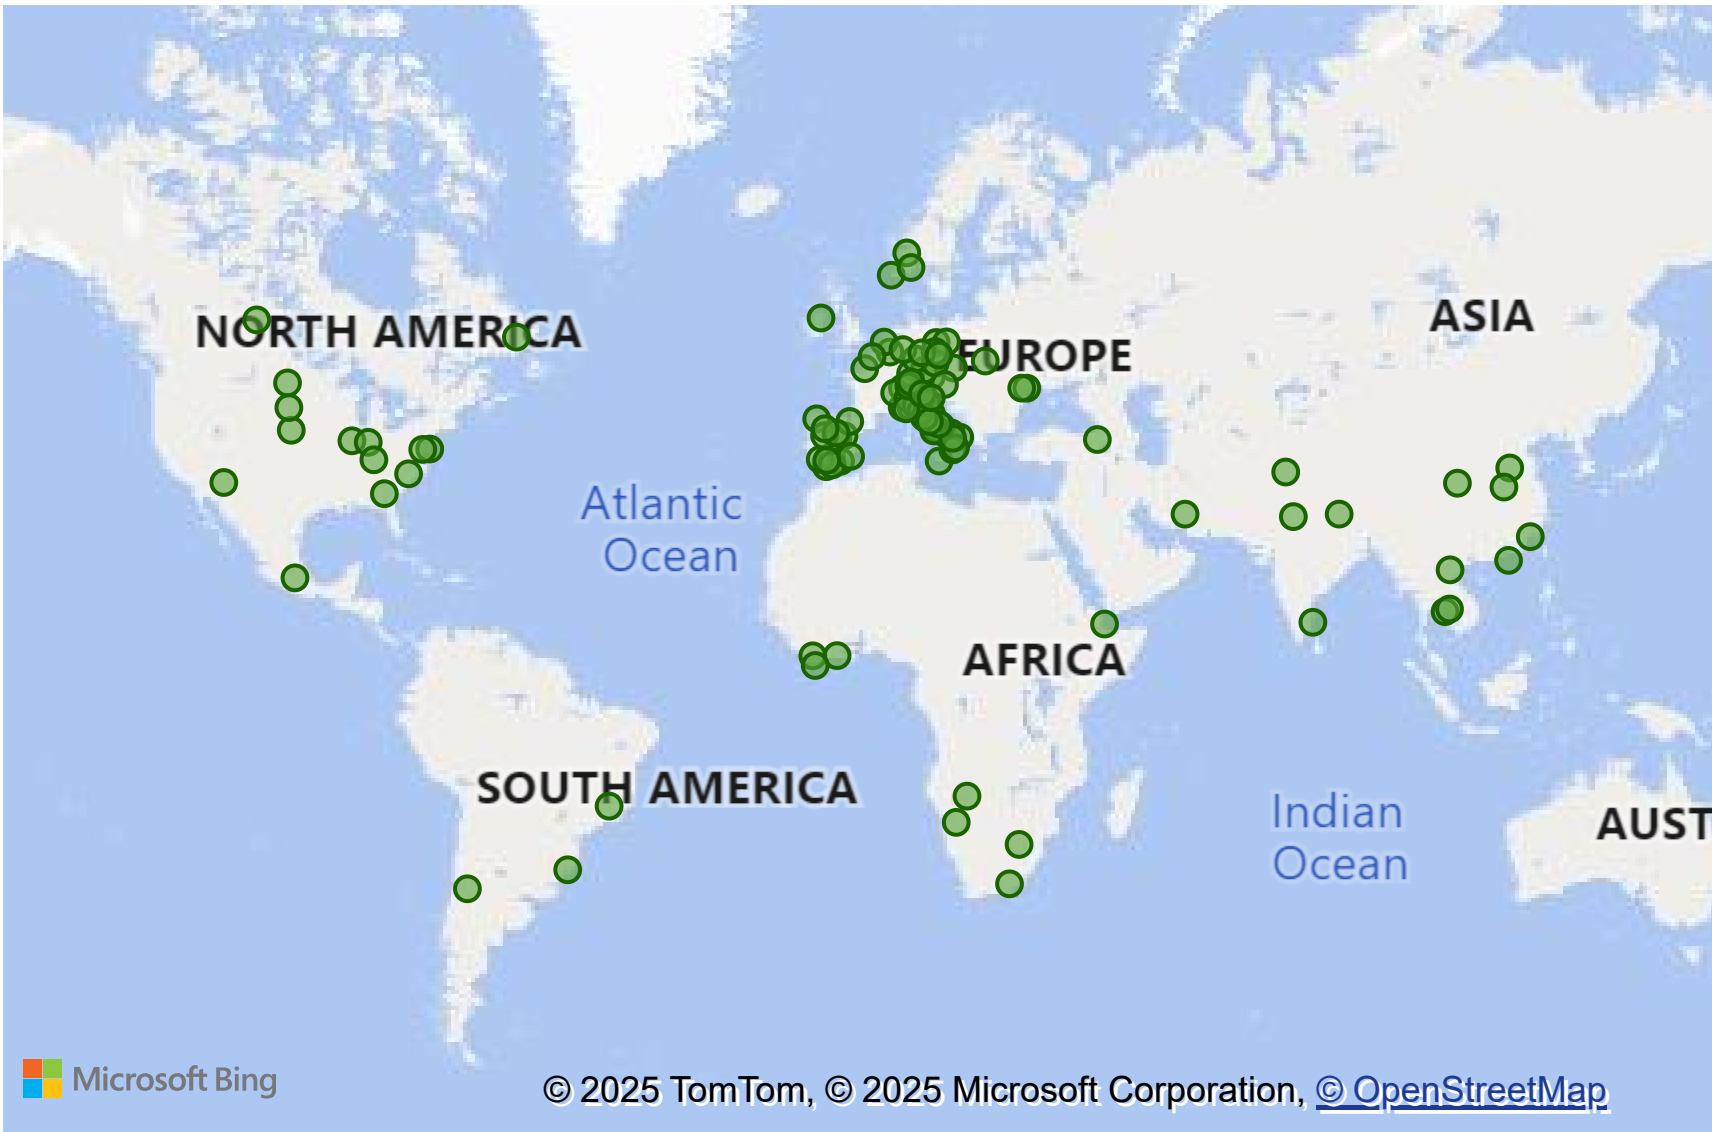 NORTH AMERICA
ASIA
EUROPE
Atlantic
Ocean
AFRICA
SOUTH AMERICA
Indian
Ocean
AUST
Microsoft Bing
© 2025 TomTom, © 2025 Microsoft Corporation, © OpenStreetMap